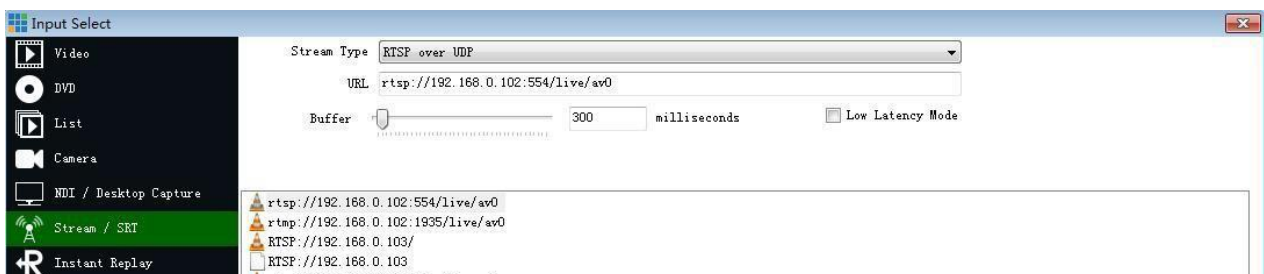 Input Select
Video
DVD
List
Camera
NDI / Desktop Capture
Stream / SRT
Instant Replay
Stream Type RTSP over UDP
URL rtsp://192.168.0.102:554/live/av0
Buffer 300 milliseconds Low Latency Mode
rtsp://192.168.0.102:554/live/av0
rtmp://192.168.0.102:1935/live/av0
RTSP://192.168.0.103/
RTSP://192.168.0.103